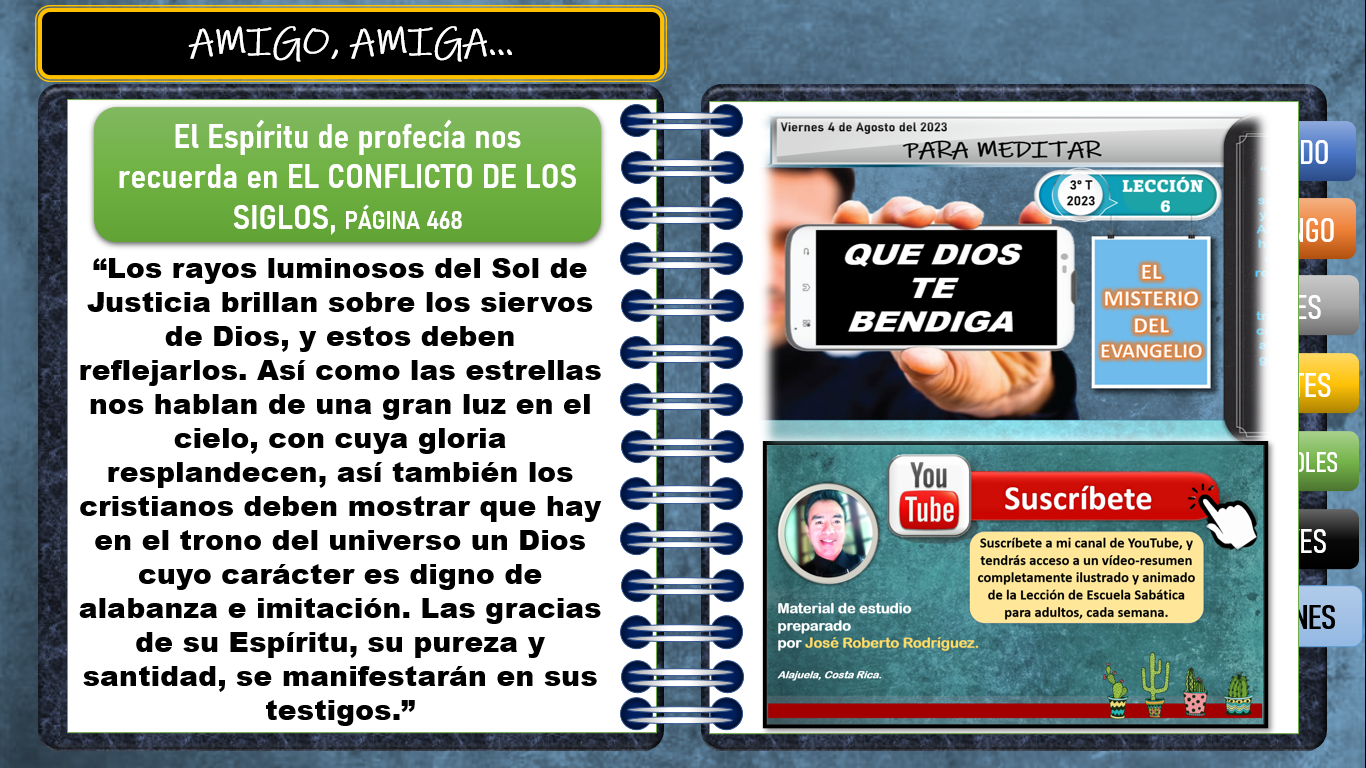 AMIGO, AMIGA...
El Espíritu de profecía nos
recuerda en EL CONFLICTO DE LOS
SIGLOS, PÁGINA 468
“Los rayos luminosos del Sol de
Justicia brillan sobre los siervos
de Dios, y estos deben
reflejarlos. Así como las estrellas
nos hablan de una gran luz en el
cielo, con cuya gloria
resplandecen, así también los
cristianos deben mostrar que hay
en el trono del universo un Dios
cuyo carácter es digno de
alabanza e imitación. Las gracias
de su Espíritu, su pureza y
santidad, se manifestarán en sus
testigos.”
Viernes 4 de Agosto del 2023
PARA MEDITAR
3° T
2023
LECCIÓN
6
QUE DIOS
TE
BENDIGA
EL
MISTERIO
DEL
EVANGELIO
You
Tube
Suscríbete
Suscríbete a mi canal de YouTube, y
tendrás acceso a un vídeo-resumen
completamente ilustrado y animado
de la Lección de Escuela Sabática
para adultos, cada semana.
Material de estudio
preparado
por José Roberto Rodríguez.
Alajuela, Costa Rica.
DO
NGO
ES
TES
OLES
ES
NES